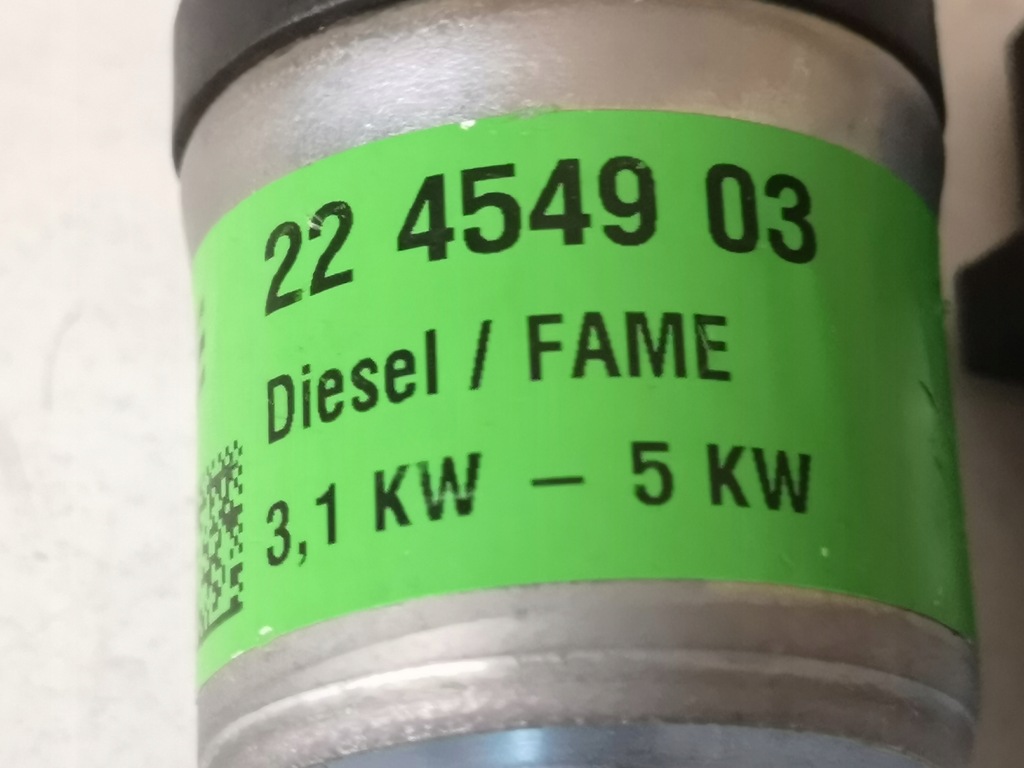 22 4549 03
Diesel / FAME
3,1 KW – 5 KW